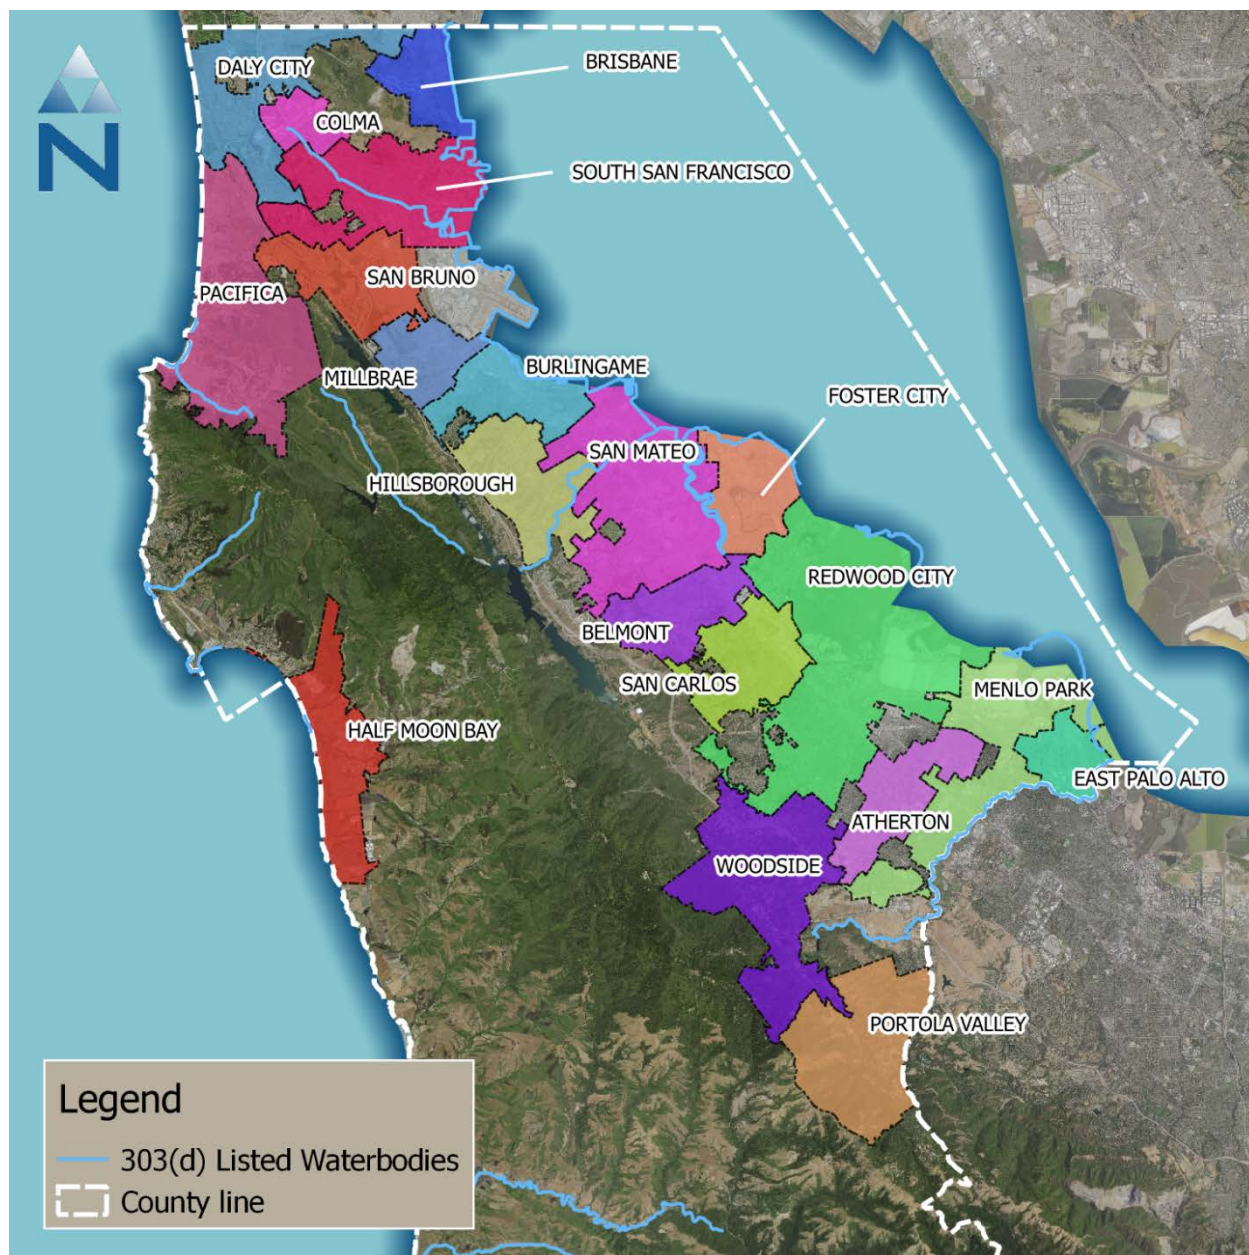 DALY CITY
BRISBANE
COLMA
SOUTH SAN FRANCISCO
SAN BRUNO
PACIFICA
MILLBRAE
BURLINGAME
FOSTER CITY
SAN MATEO
HILLSBOROUGH
REDWOOD CITY
BELMONT
SAN CARLOS
MENLO PARK
HALF MOON BAY
EAST PALO ALTO
ATHERTON
WOODSIDE
PORTOLA VALLEY
N
Legend
303(d) Listed Waterbodies
County line